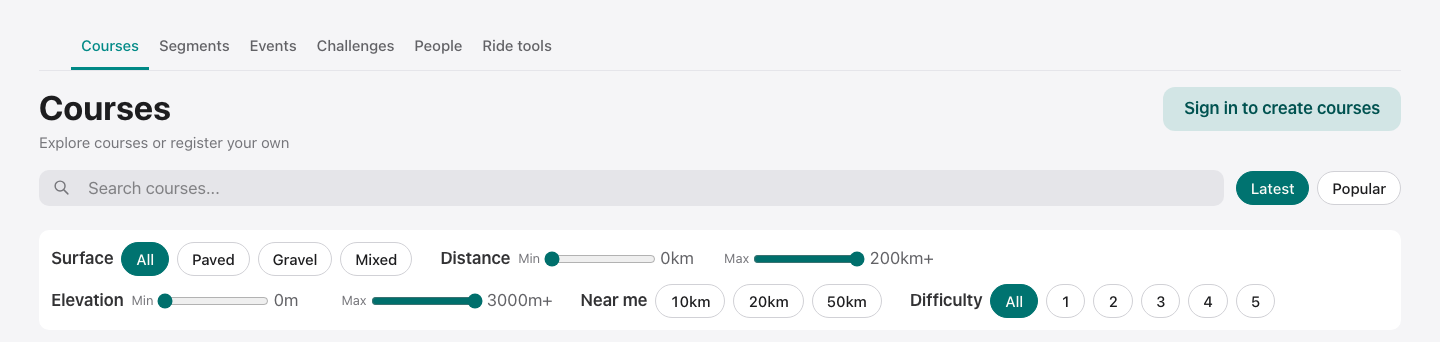 Courses Segments Events Challenges People Ride tools
Courses
Sign in to create courses
Explore courses or register your own
Search courses...
Latest Popular
Surface All Paved Gravel Mixed Distance Min 0km Max 200km+
Elevation Min 0m Max 3000m+ Near me 10km 20km 50km Difficulty All 1 2 3 4 5